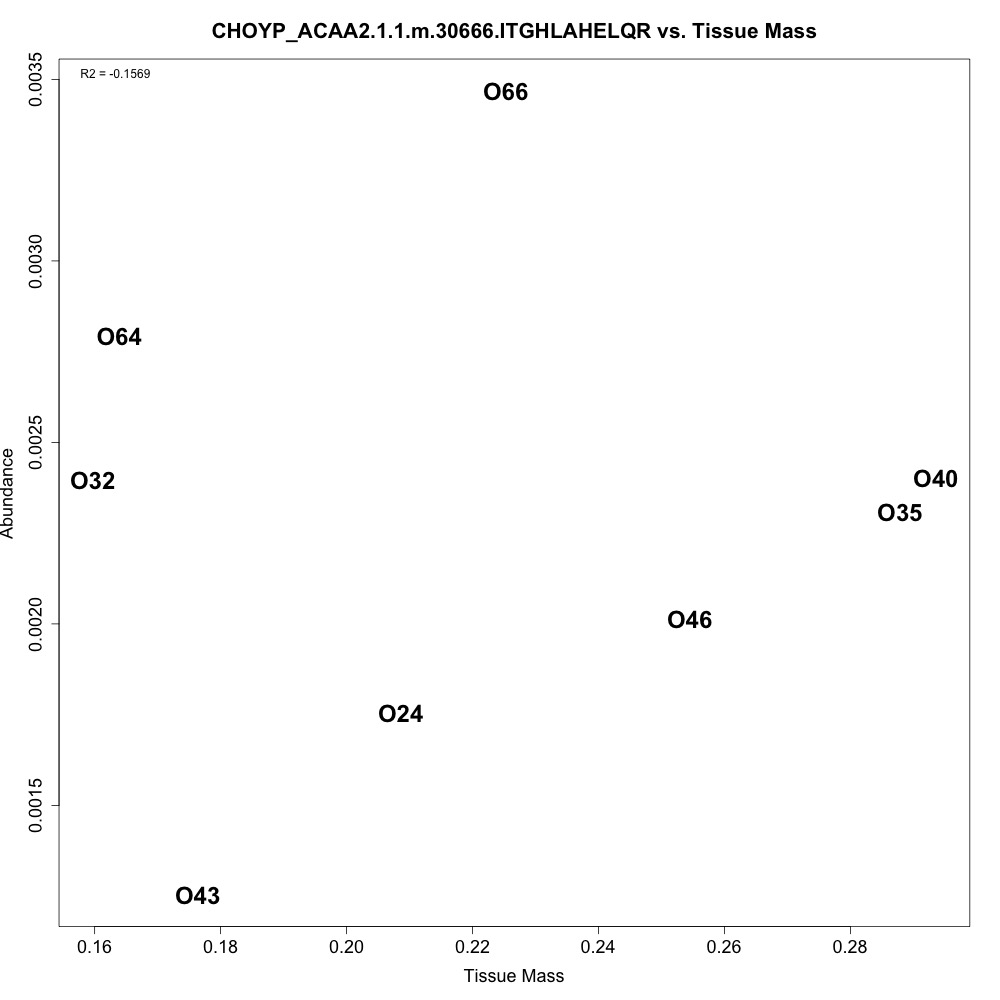 CHOYP_ACAA2.1.1.m.30666.ITGHLAHELQR vs. Tissue Mass
R2 = -0.1569
0.0035
0.0030
0.0025
0.0020
0.0015
Abundance
O66
O64
O32
O40
O35
O46
O24
O43
0.16 0.18 0.20 0.22 0.24 0.26 0.28
Tissue Mass